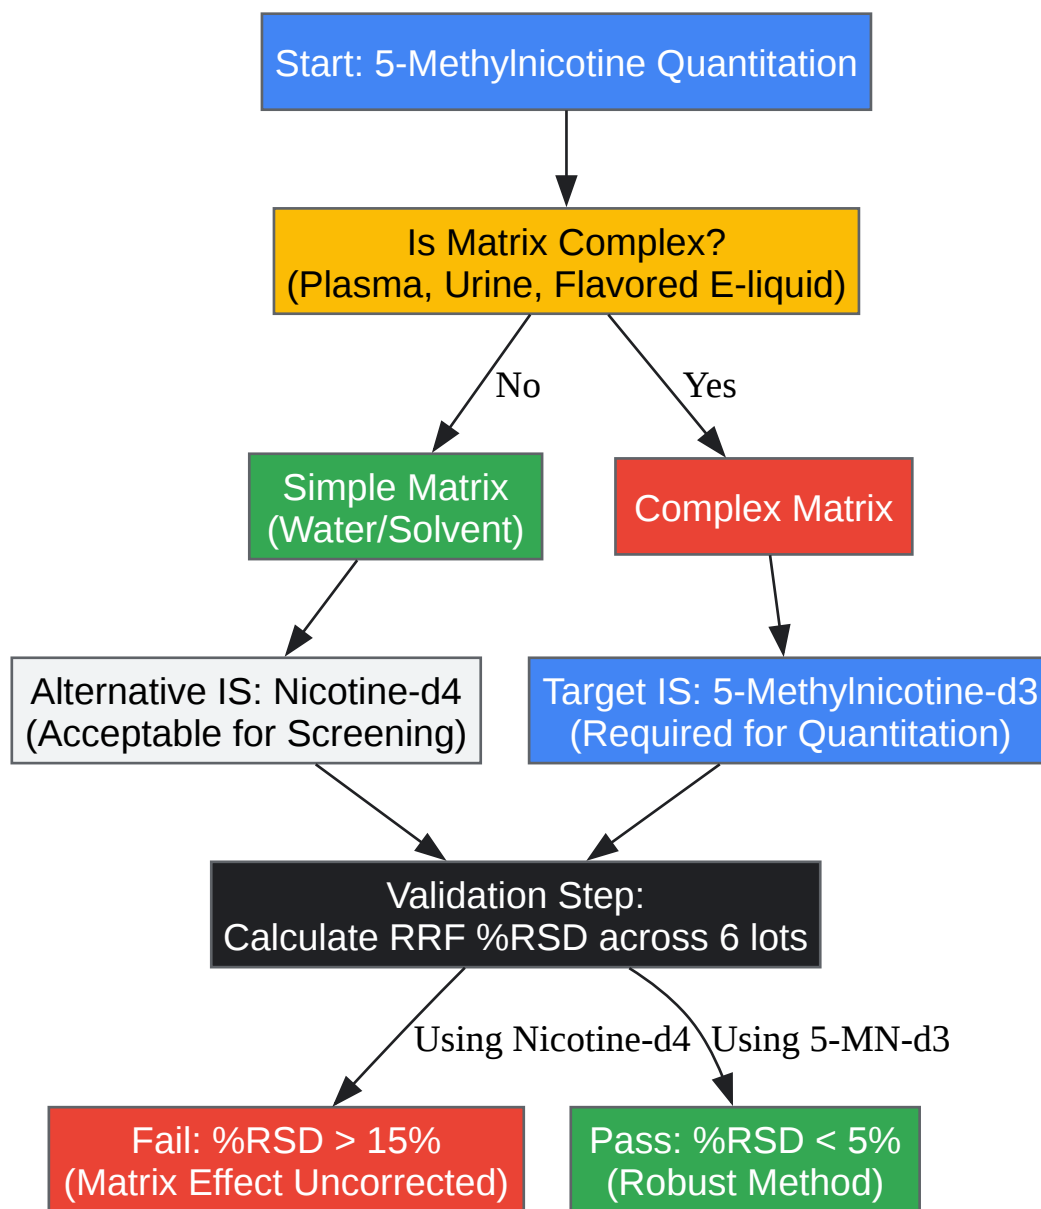 Start: 5-Methylnicotine Quantitation
Is Matrix Complex?
(Plasma, Urine, Flavored E-liquid)
No
Yes
Simple Matrix
(Water/Solvent)
Complex Matrix
Alternative IS: Nicotine-d4
(Acceptable for Screening)
Target IS: 5-Methylnicotine-d3
(Required for Quantitation)
Validation Step:
Calculate RRF %RSD across 6 lots
Using Nicotine-d4
Using 5-MN-d3
Fail: %RSD > 15%
(Matrix Effect Uncorrected)
Pass: %RSD < 5%
(Robust Method)